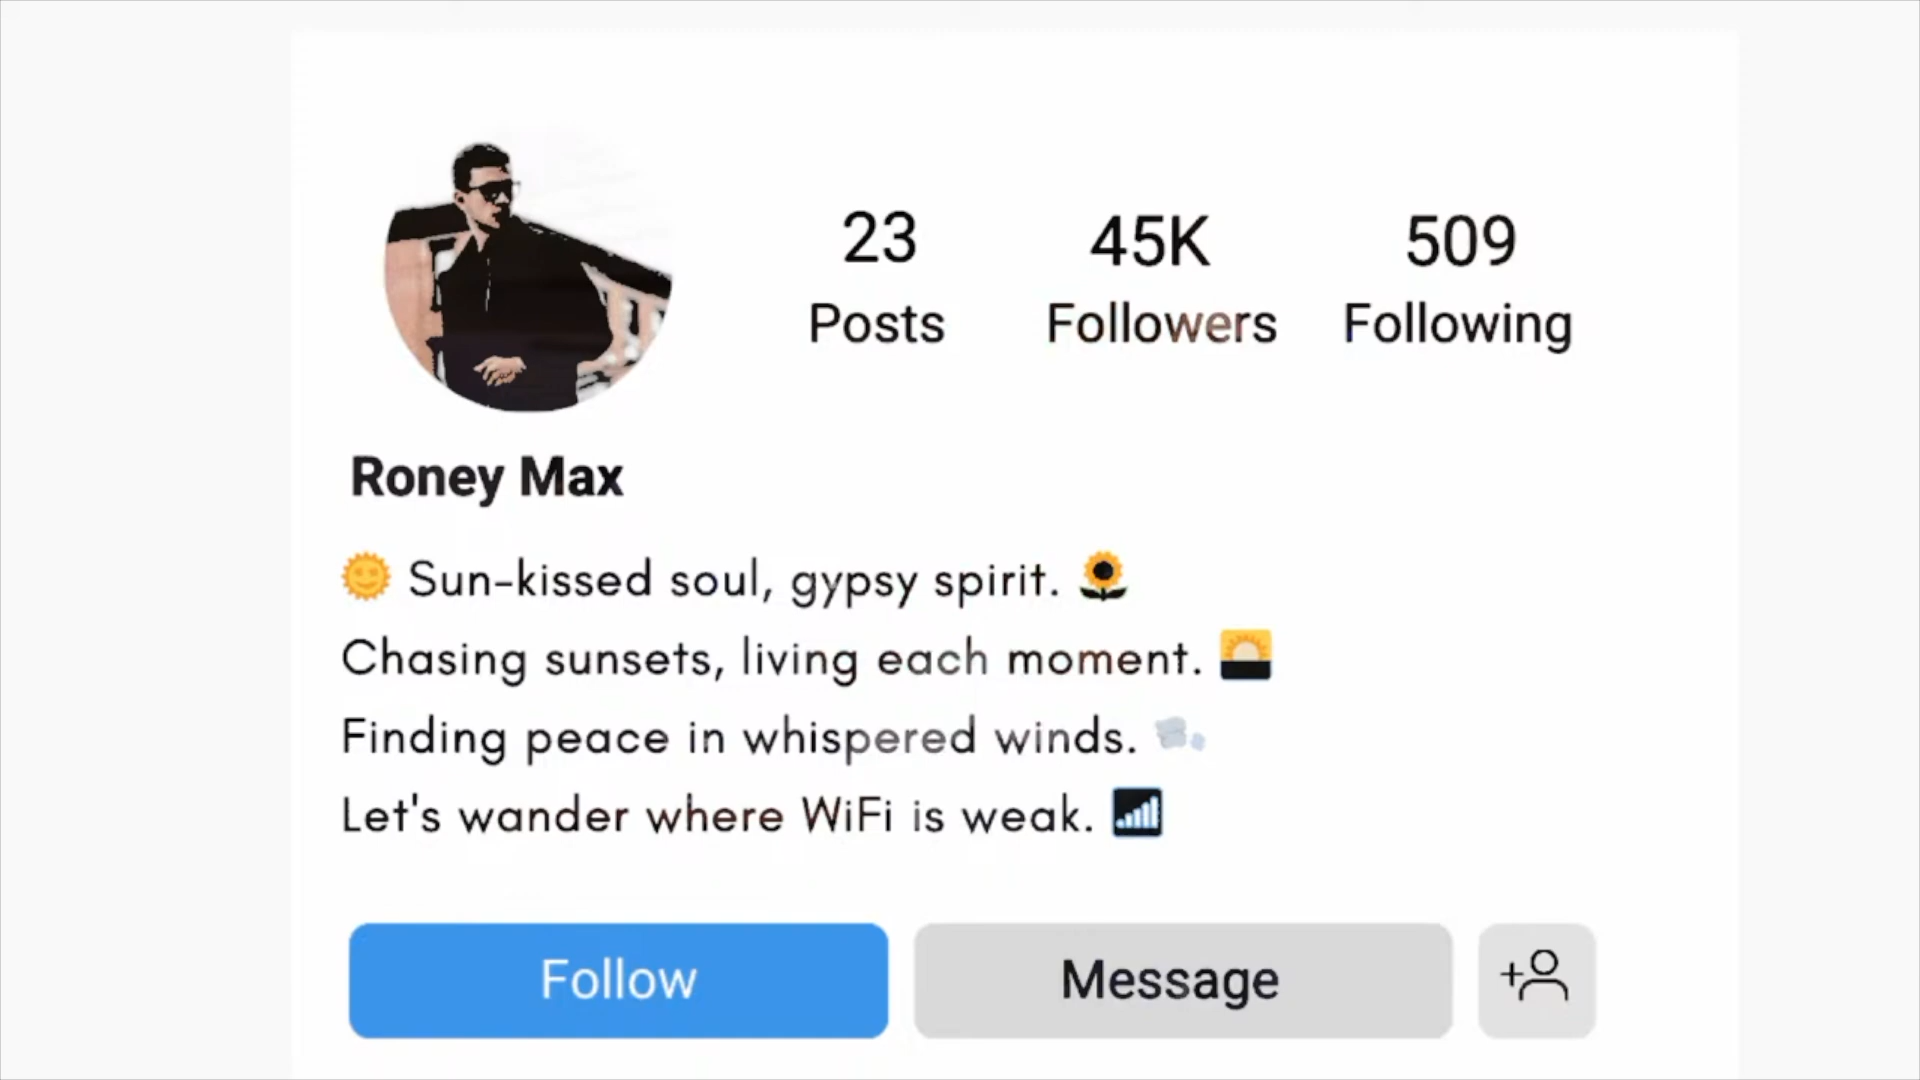 23 45K 509
Posts Followers Following
Roney Max
🌞 Sun-kissed soul, gypsy spirit. 🌻
Chasing sunsets, living each moment. 🌅
Finding peace in whispered winds. 
Let's wander where WiFi is weak. 📶
Follow Message